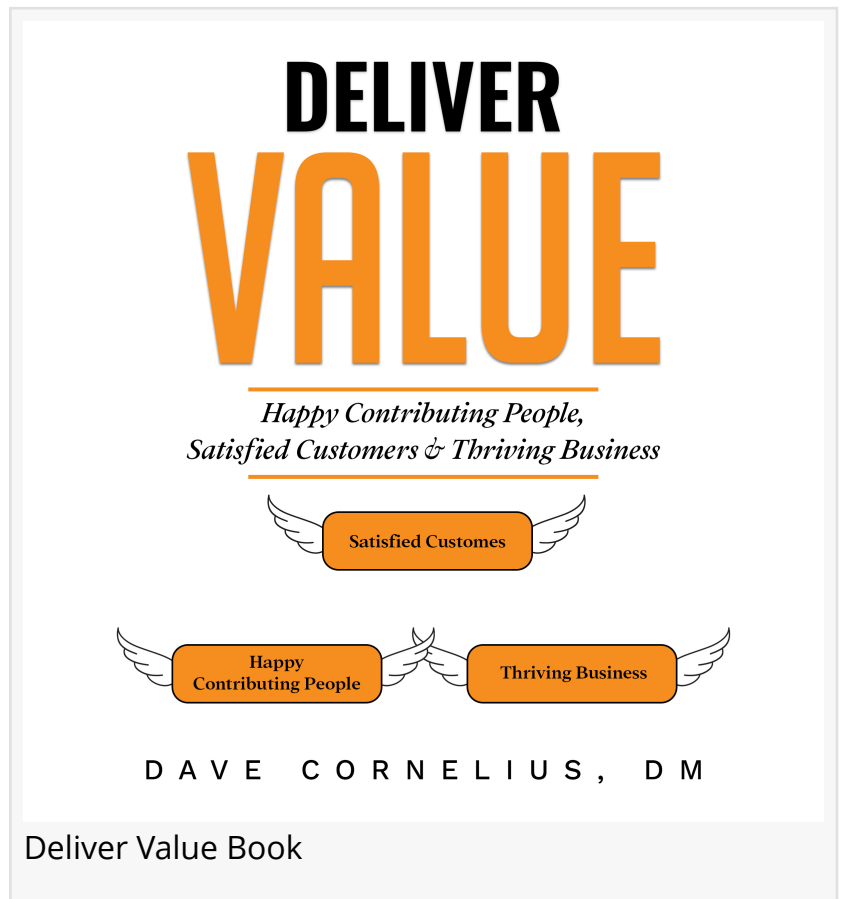 DELIVER
VALUE
Happy Contributing People,
Satisfied Customers & Thriving Business
Satisfied Customes
Happy
Contributing People
Thriving Business
DAVE CORNELIUS, DM
Deliver Value Book